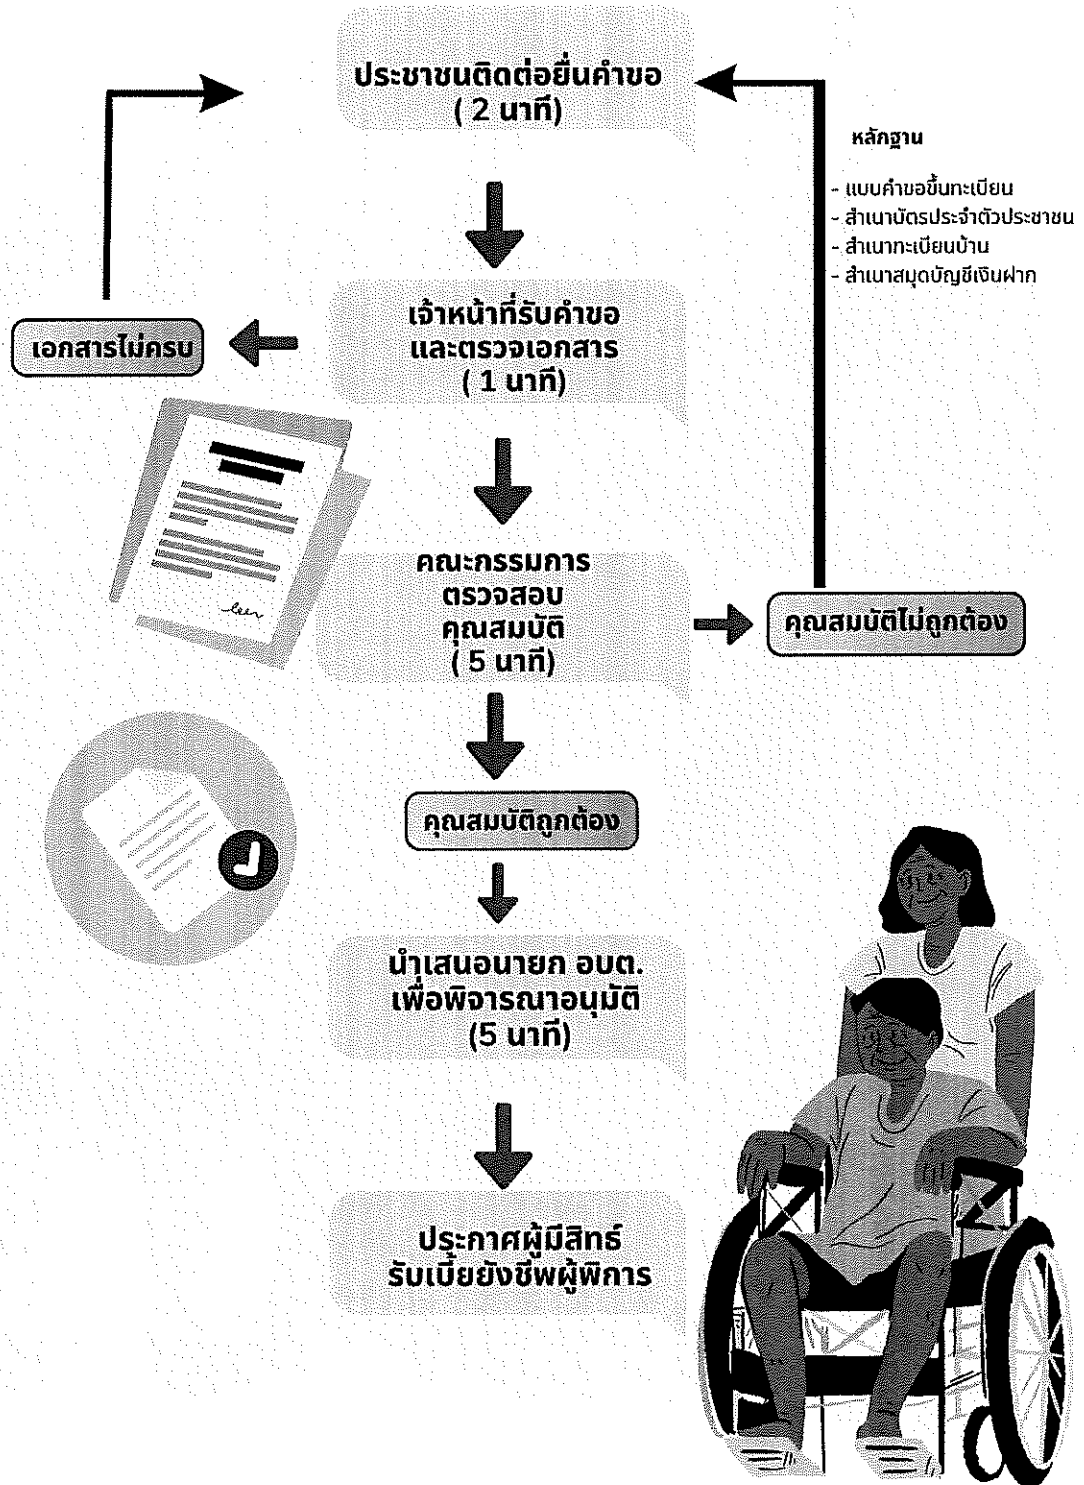 ประชาชนติดต่อยื่นคำขอ
( 2 นาที)
หลักฐาน
- แบบคำขอขึ้นทะเบียน
- สำเนาบัตรประจำตัวประชาชน
- สำเนาทะเบียนบ้าน
- สำเนาสมุดบัญชีเงินฝาก
เจ้าหน้าที่รับคำขอ
และตรวจเอกสาร
( 1 นาที)
เอกสารไม่ครบ
คณะกรรมการ
ตรวจสอบ
คุณสมบัติ
( 5 นาที)
คุณสมบัติไม่ถูกต้อง
คุณสมบัติถูกต้อง
นำเสนอนายก อบต.
เพื่อพิจารณาอนุมัติ
(5 นาที)
ประกาศผู้มีสิทธ์
รับเบี้ยยังชีพผู้พิการ